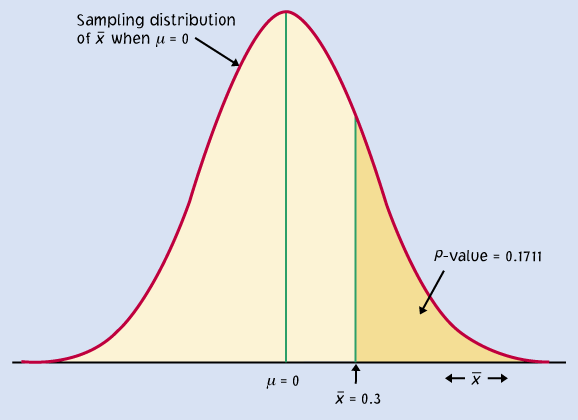 Sampling distribution
of x̄ when μ = 0
P-value = 0.1711
x̄
μ = 0
x̄ = 0.3